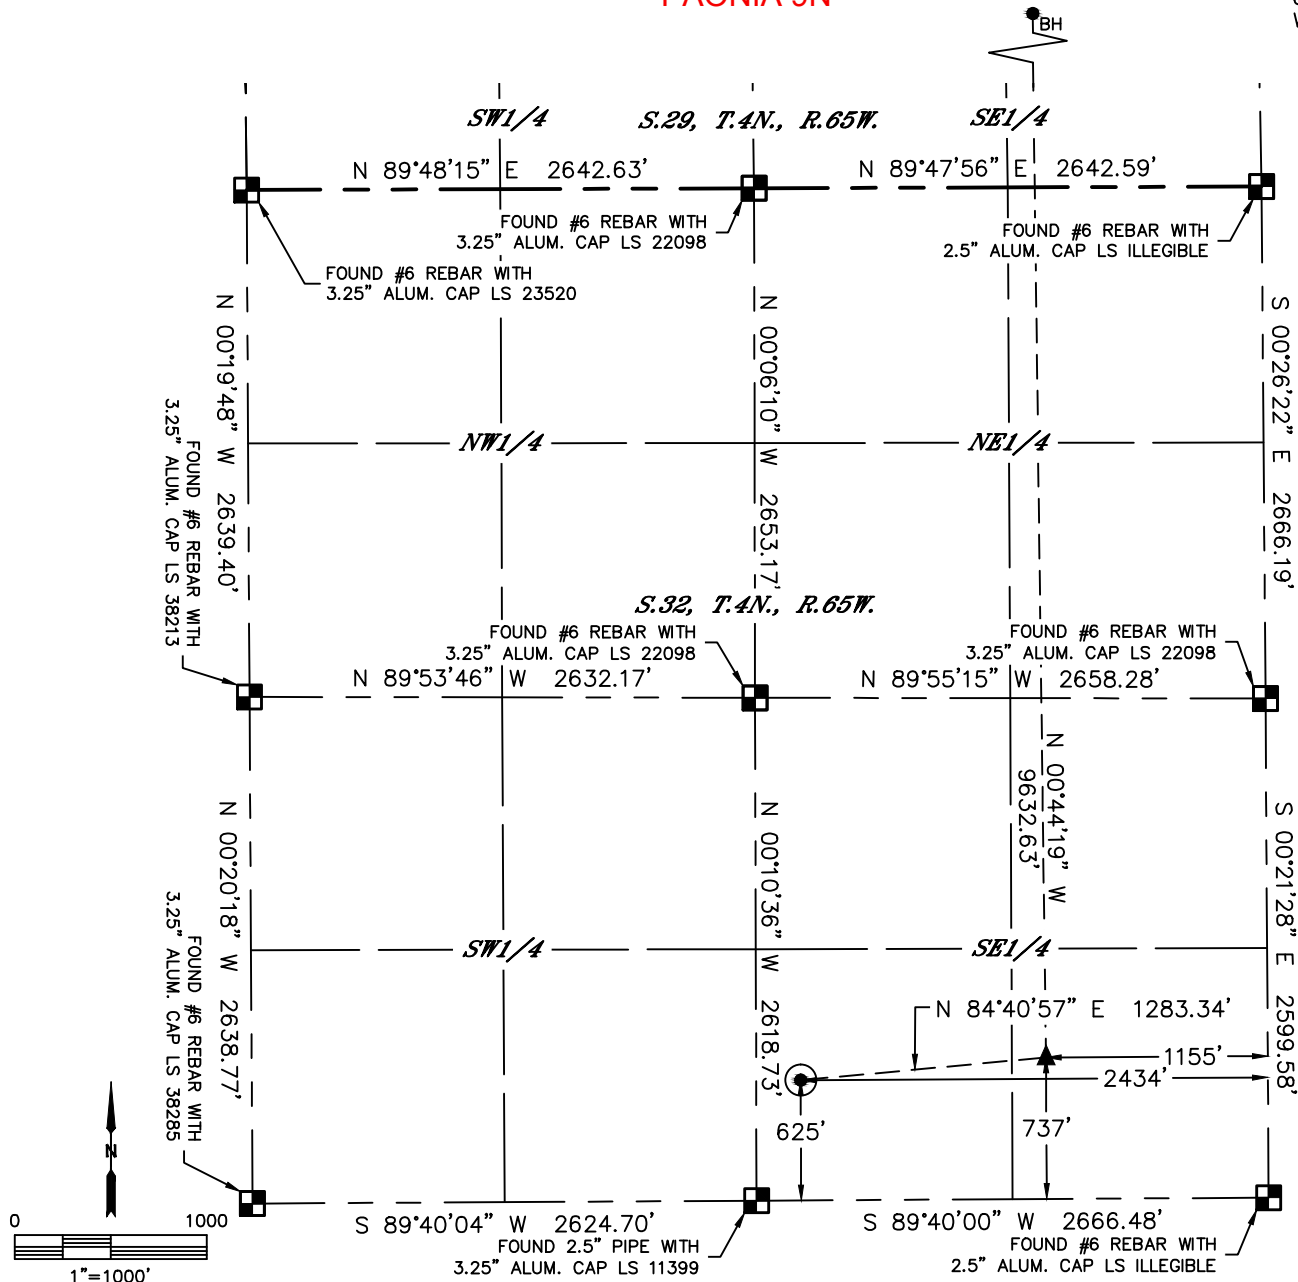 BH
SW1/4 S.29, T.4N., R.65W. SE1/4
N 89°48'15" E 2642.63' N 89°47'56" E 2642.59'
FOUND #6 REBAR WITH
3.25" ALUM. CAP LS 22098
FOUND #6 REBAR WITH
2.5" ALUM. CAP LS ILLEGIBLE
FOUND #6 REBAR WITH
3.25" ALUM. CAP LS 23520
N 00°19'48" W 2639.40'
N 00°06'10" W 2653.17'
S 00°26'22" E 2666.19'
NW1/4 NE1/4
FOUND #6 REBAR WITH
3.25" ALUM. CAP LS 38213
S.32, T.4N., R.65W.
FOUND #6 REBAR WITH
3.25" ALUM. CAP LS 22098
FOUND #6 REBAR WITH
3.25" ALUM. CAP LS 22098
N 89°53'46" W 2632.17' N 89°55'15" W 2658.28'
N 00°44'19" W
9632.63'
N 00°20'18" W 2638.77'
N 00°10'36" W 2618.73'
S 00°21'28" E 2599.58'
SW1/4 SE1/4
FOUND #6 REBAR WITH
3.25" ALUM. CAP LS 38285
N 84°40'57" E 1283.34'
1155'
2434'
625'
737'
N
0 1000
1"=1000'
S 89°40'04" W 2624.70' S 89°40'00" W 2666.48'
FOUND 2.5" PIPE WITH
3.25" ALUM. CAP LS 11399
FOUND #6 REBAR WITH
2.5" ALUM. CAP LS ILLEGIBLE